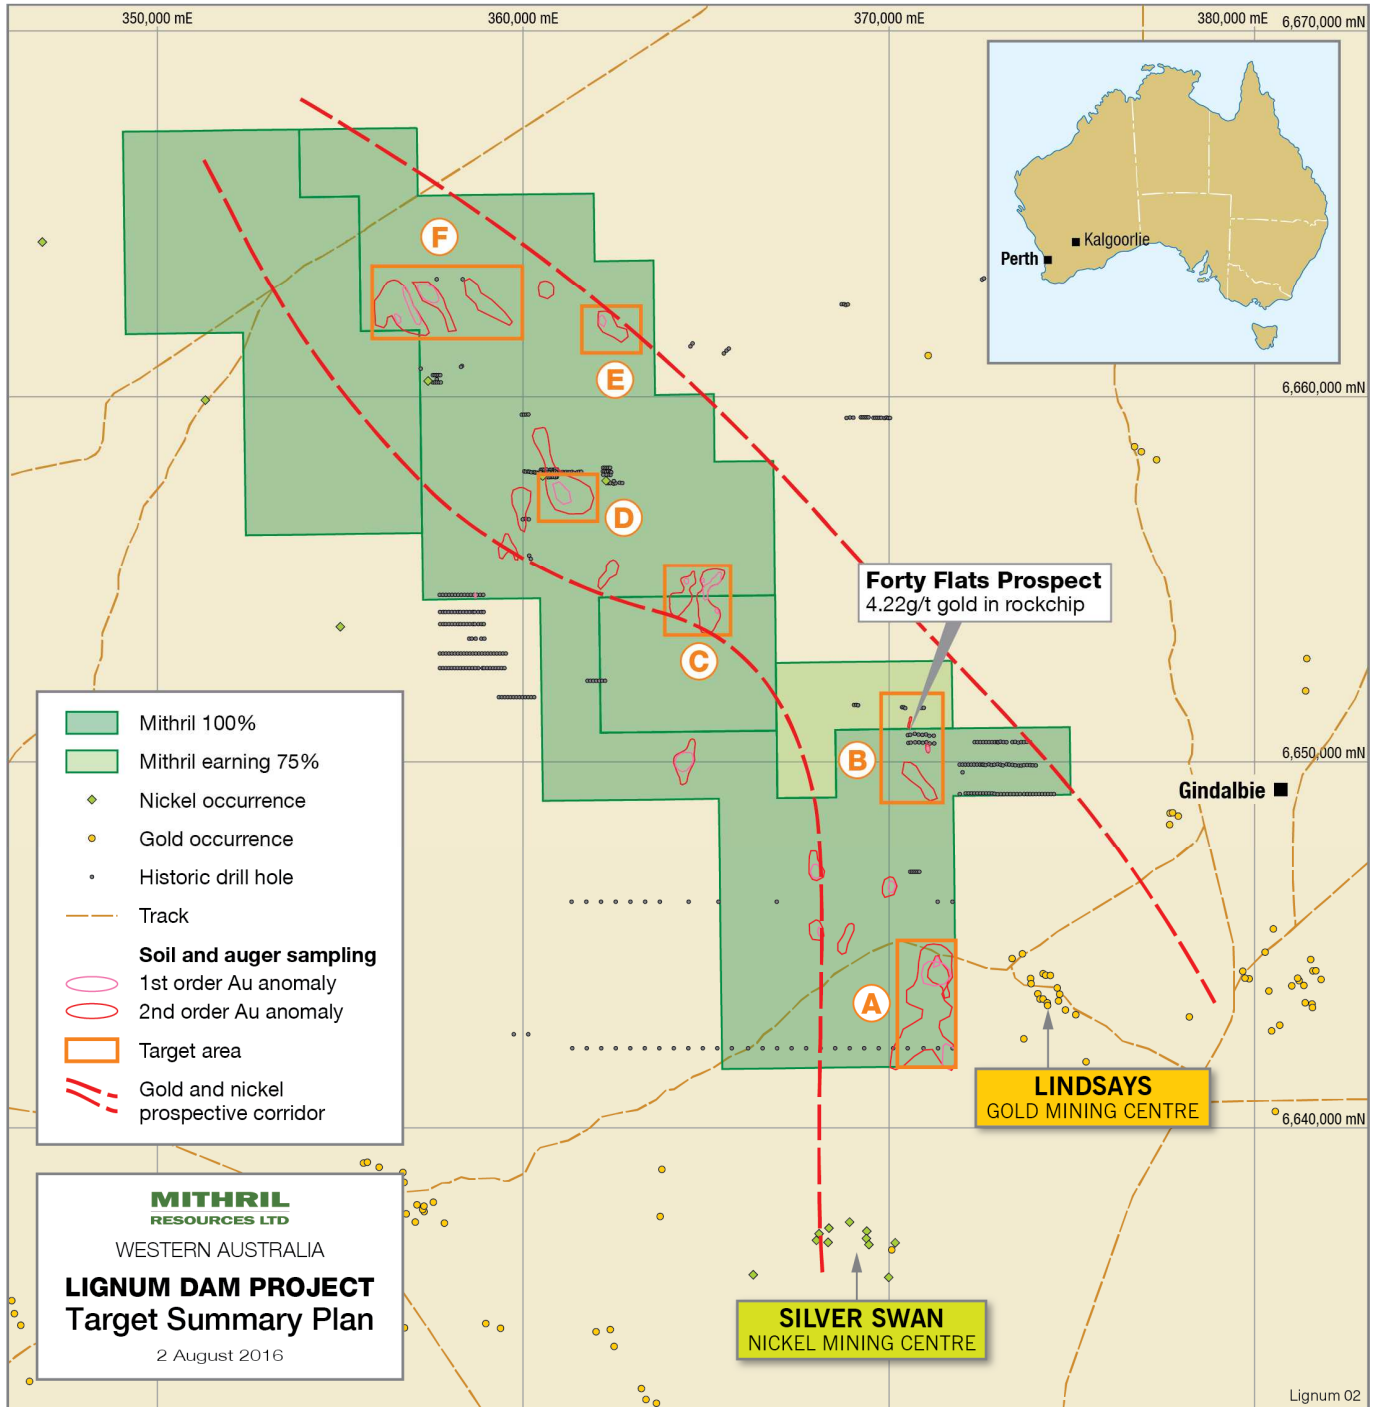 350,000 mE
360,000 mE
370,000 mE
380,000 mE
6,670,000 mN
Kalgoorlie
Perth
F
E
6,660,000 mN
D
Forty Flats Prospect
4.22g/t gold in rockchip
C
B
6,650,000 mN
Gindalbie
A
Mithril 100%
Mithril earning 75%
Nickel occurrence
Gold occurrence
Historic drill hole
Track
Soil and auger sampling
1st order Au anomaly
2nd order Au anomaly
Target area
Gold and nickel
prospective corridor
LINDSAYS
GOLD MINING CENTRE
6,640,000 mN
MITHRIL
RESOURCES LTD
WESTERN AUSTRALIA
LIGNUM DAM PROJECT
Target Summary Plan
2 August 2016
SILVER SWAN
NICKEL MINING CENTRE
Lignum 02